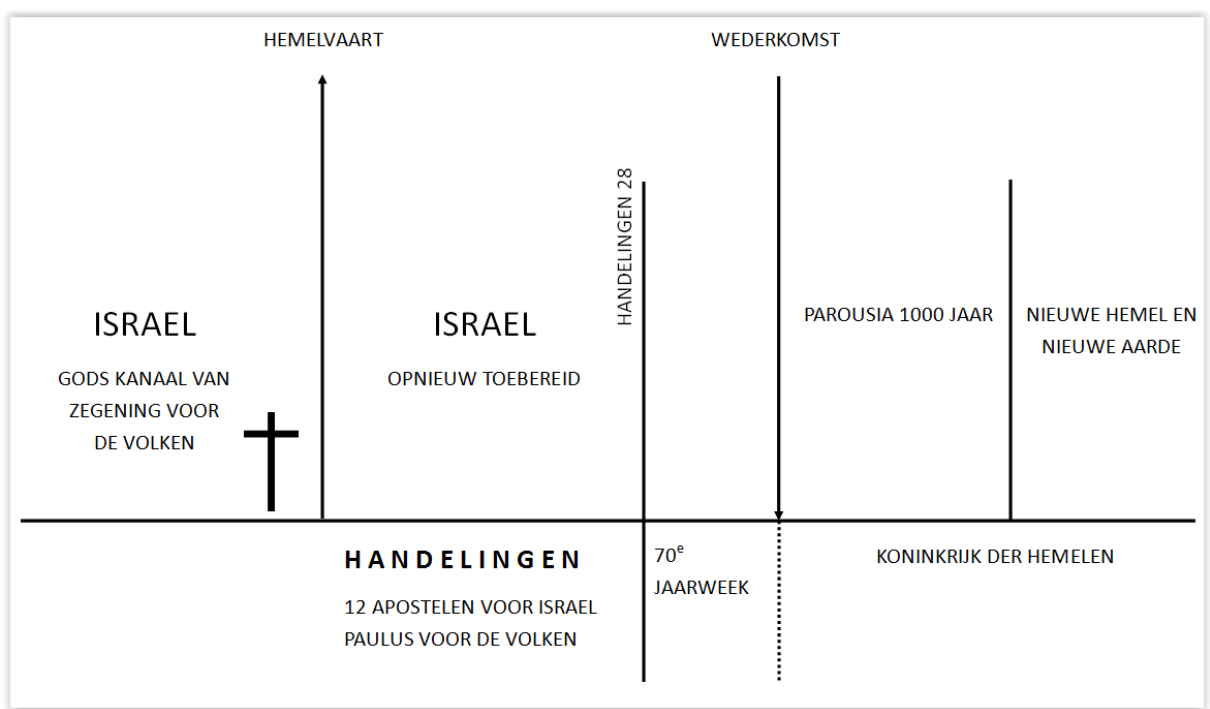 HEMELVAART
WEDERKOMST
HANDELINGEN 28
ISRAEL
GODS KANAAL VAN
ZEGENING VOOR
DE VOLKEN
ISRAEL
OPNIEUW TOEBEREID
PAROUSIA 1000 JAAR
NIEUWE HEMEL EN
NIEUWE AARDE
HANDELINGEN
12 APOSTELEN VOOR ISRAEL
PAULUS VOOR DE VOLKEN
70e
JAARWEEK
KONINKRIJK DER HEMELEN